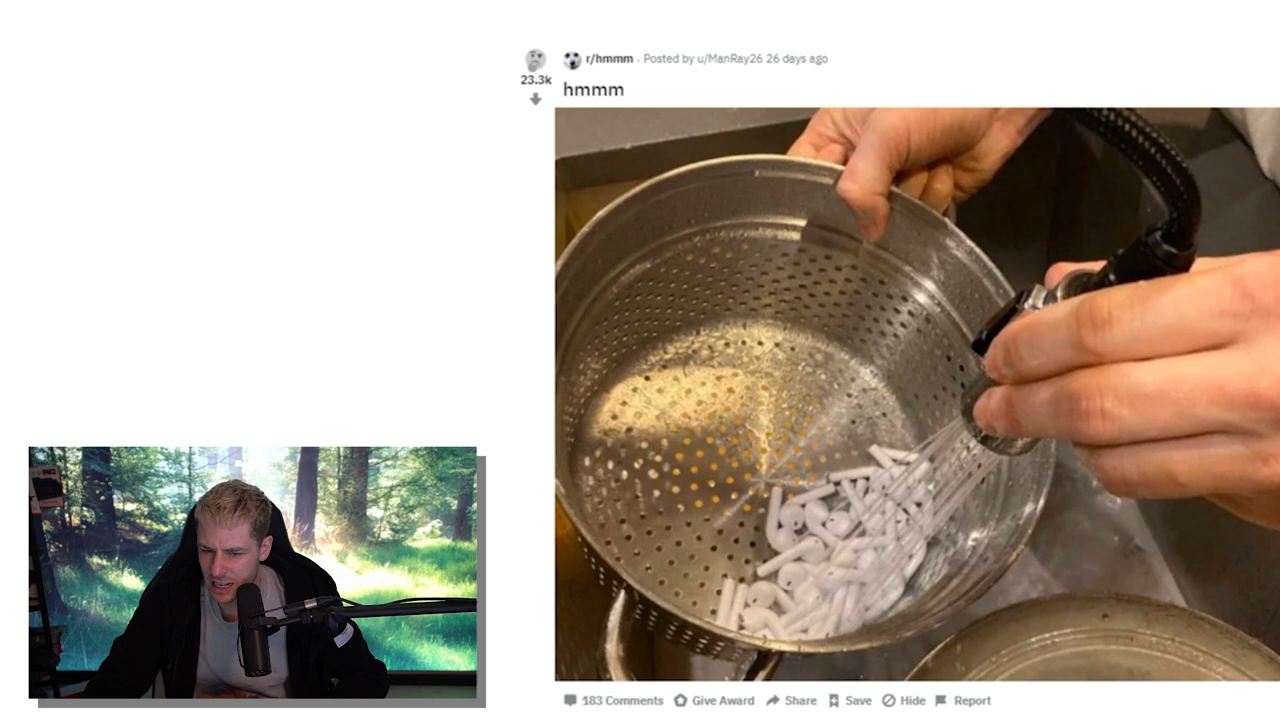 r/hmmm · Posted by u/ManRay26 26 days ago
23.3k
hmmm
183 Comments Give Award Share Save Hide Report